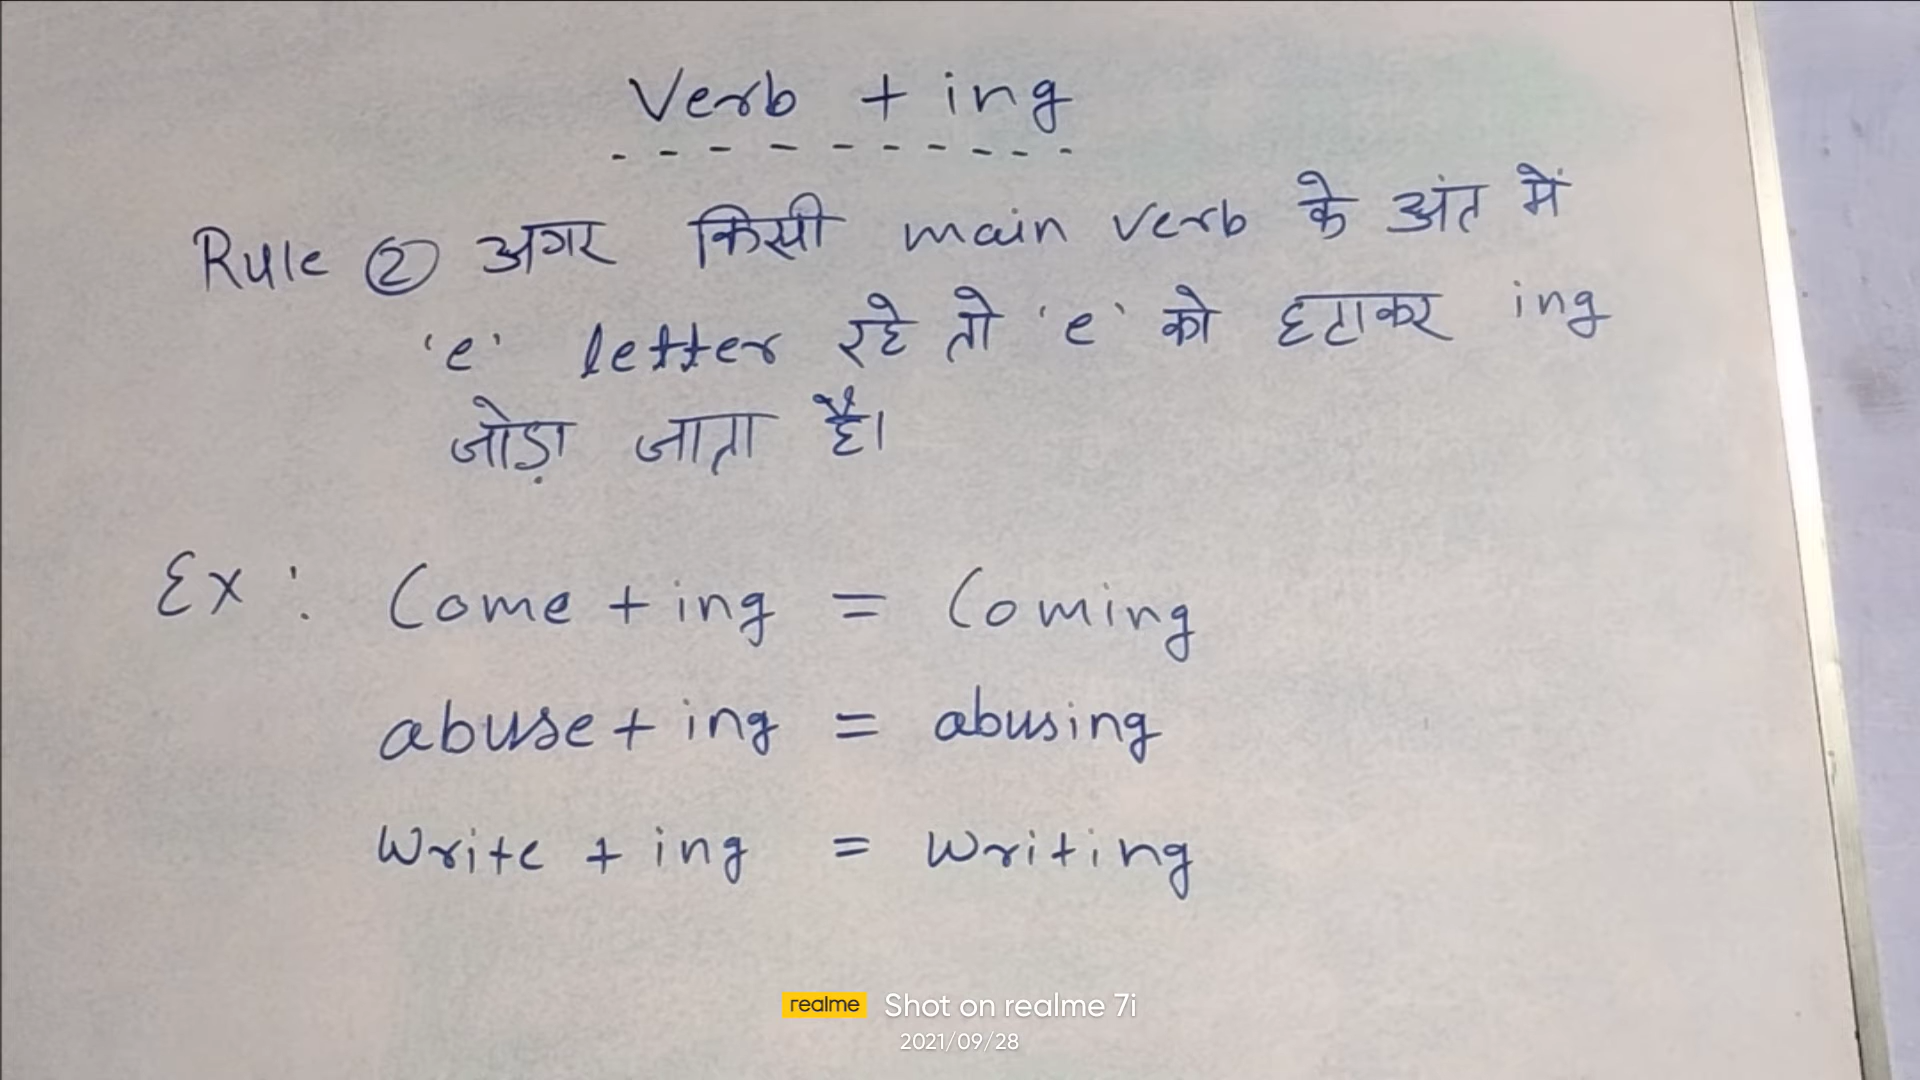 Verb + ing
Rule ② अगर किसी main verb के अंत में
'e' letter रहे तो 'e' को हटाकर ing
जोड़ा जाता है।
Ex : Come + ing = Coming
abuse + ing = abusing
Write + ing = Writing
realme Shot on realme 7i
2021/09/28